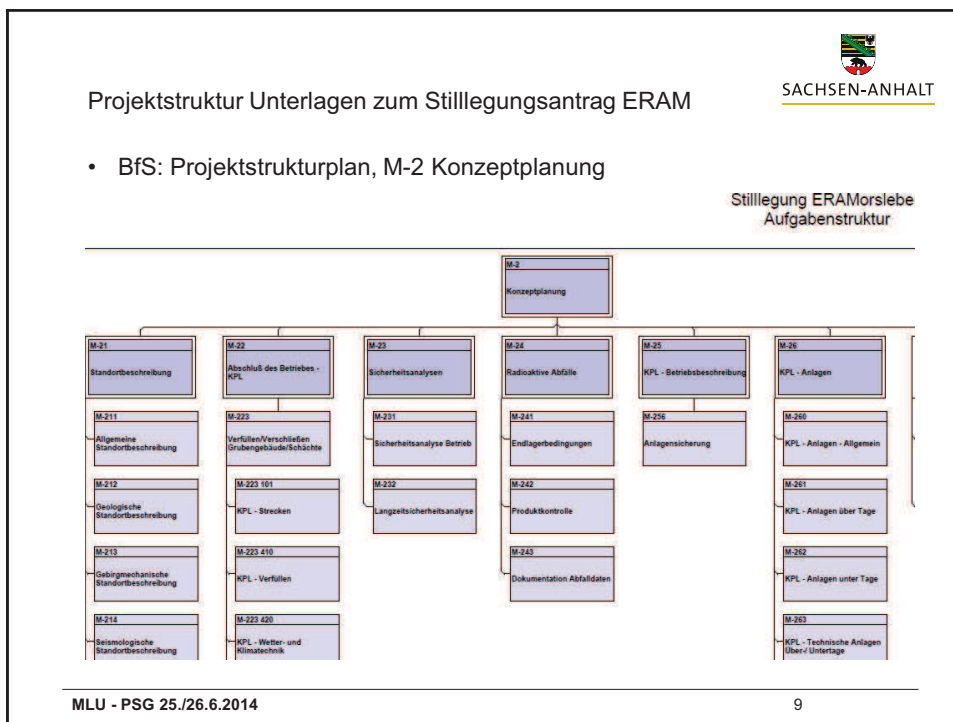 SACHSEN-ANHALT
Projektstruktur Unterlagen zum Stilllegungsantrag ERAM
• BfS: Projektstrukturplan, M-2 Konzeptplanung
Stilllegung ERAMorslebe
Aufgabenstruktur
M-2
Konzeptplanung
M-21
Standortbeschreibung
M-22
Abschluß des Betriebes -
KPL
M-23
Sicherheitsanalysen
M-24
Radioaktive Abfälle
M-25
KPL - Betriebsbeschreibung
M-26
KPL - Anlagen
M-211
Allgemeine
Standortbeschreibung
M-223
Verfüllen/Verschließen
Grubengebäude/Schächte
M-231
Sicherheitsanalyse Betrieb
M-241
Endlagerbedingungen
M-256
Anlagensicherung
M-260
KPL - Anlagen - Allgemein
M-212
Geologische
Standortbeschreibung
M-223 101
KPL - Strecken
M-232
Langzeitsicherheitsanalyse
M-242
Produktkontrolle
M-261
KPL - Anlagen über Tage
M-213
Gebirgmechanische
Standortbeschreibung
M-223 410
KPL - Verfüllen
M-243
Dokumentation Abfalldaten
M-262
KPL - Anlagen unter Tage
M-214
Seismologische
Standortbeschreibung
M-223 420
KPL - Wetter- und
Klimatechnik
M-263
KPL - Technische Anlagen
Über-/ Untertage
MLU - PSG 25./26.6.2014
9